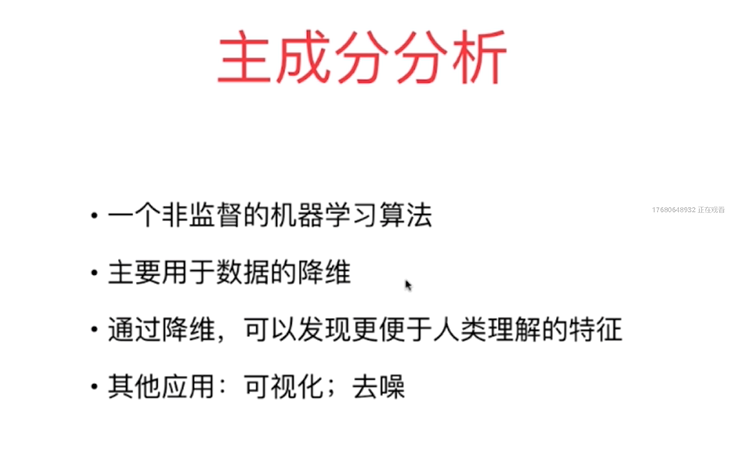 主成分分析
• 一个非监督的机器学习算法
17680648932 正在观看
• 主要用于数据的降维
• 通过降维，可以发现更便于人类理解的特征
• 其他应用：可视化；去噪